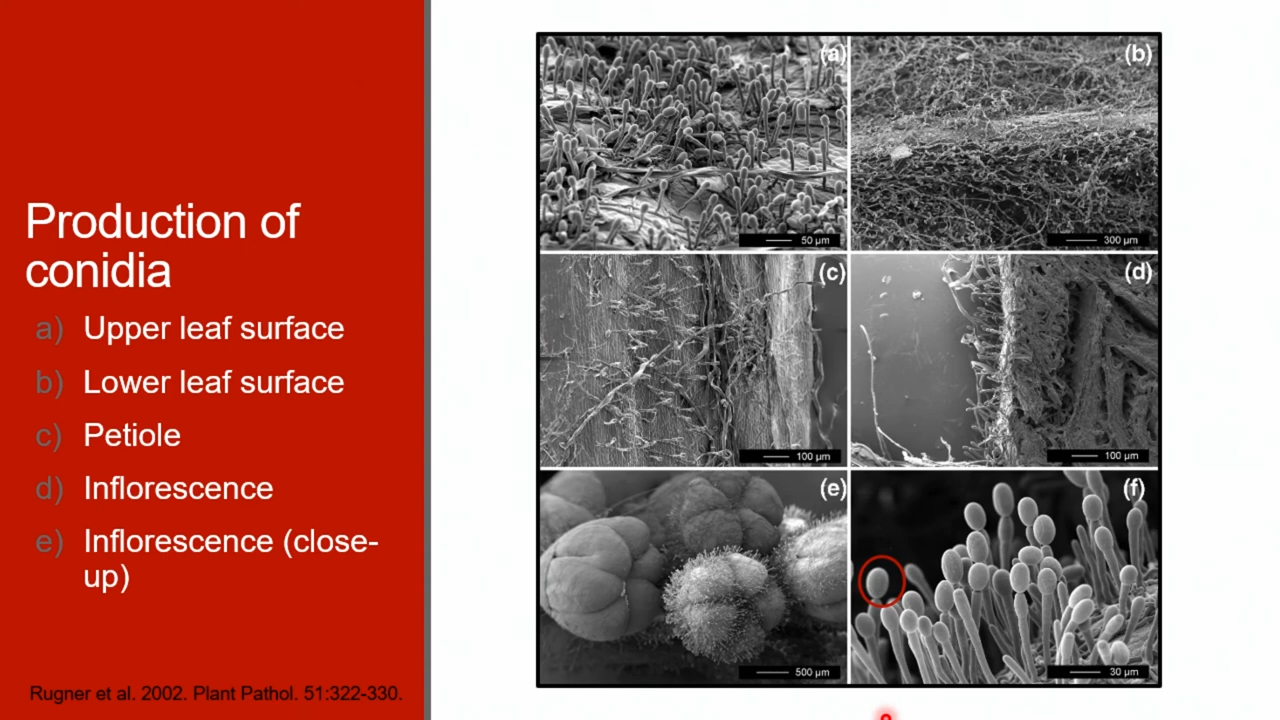 Production of
conidia
a) Upper leaf surface
b) Lower leaf surface
c) Petiole
d) Inflorescence
e) Inflorescence (close-
up)
Rugner et al. 2002. Plant Pathol. 51:322-330.
(a)
50 µm
(b)
300 µm
(c)
100 µm
(d)
100 µm
(e)
500 µm
(f)
30 µm